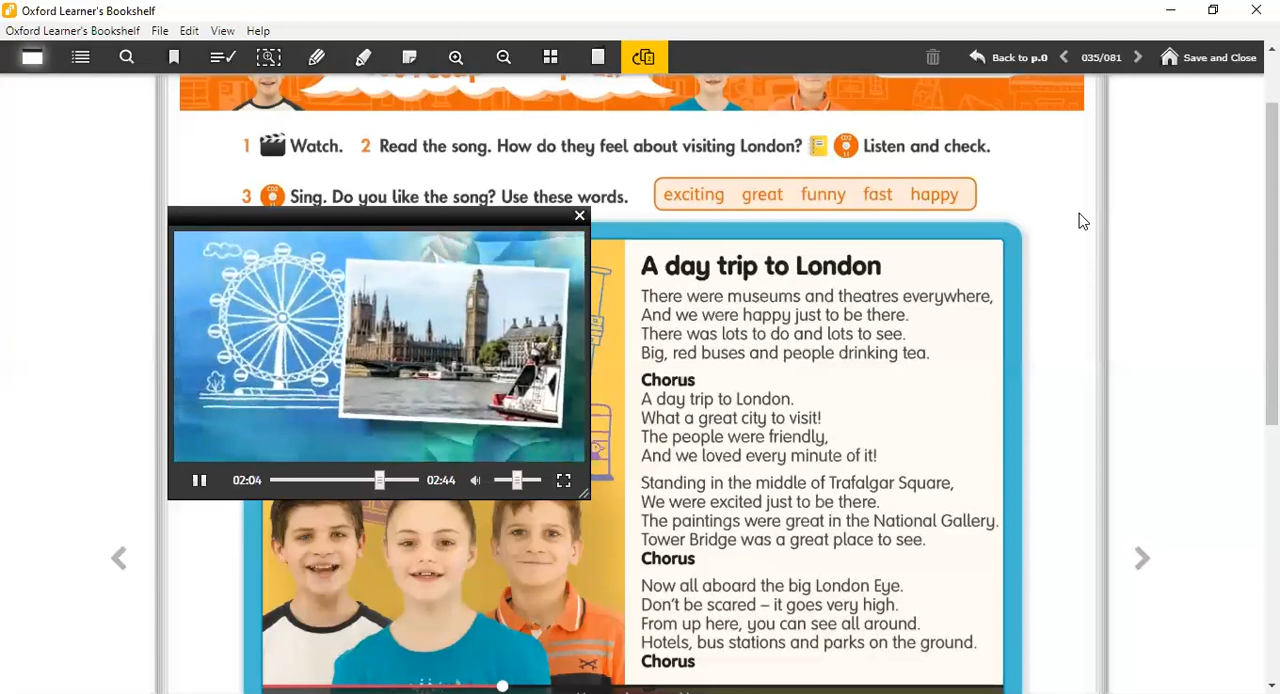 Oxford Learner's Bookshelf
Oxford Learner's Bookshelf File Edit View Help
Back to p.0 035/081 Save and Close
1 Watch. 2 Read the song. How do they feel about visiting London? Listen and check.
3 Sing. Do you like the song? Use these words. exciting great funny fast happy
02:04 02:44
A day trip to London
There were museums and theatres everywhere,
And we were happy just to be there.
There was lots to do and lots to see.
Big, red buses and people drinking tea.
Chorus
A day trip to London.
What a great city to visit!
The people were friendly,
And we loved every minute of it!
Standing in the middle of Trafalgar Square,
We were excited just to be there.
The paintings were great in the National Gallery.
Tower Bridge was a great place to see.
Chorus
Now all aboard the big London Eye.
Don't be scared – it goes very high.
From up here, you can see all around.
Hotels, bus stations and parks on the ground.
Chorus